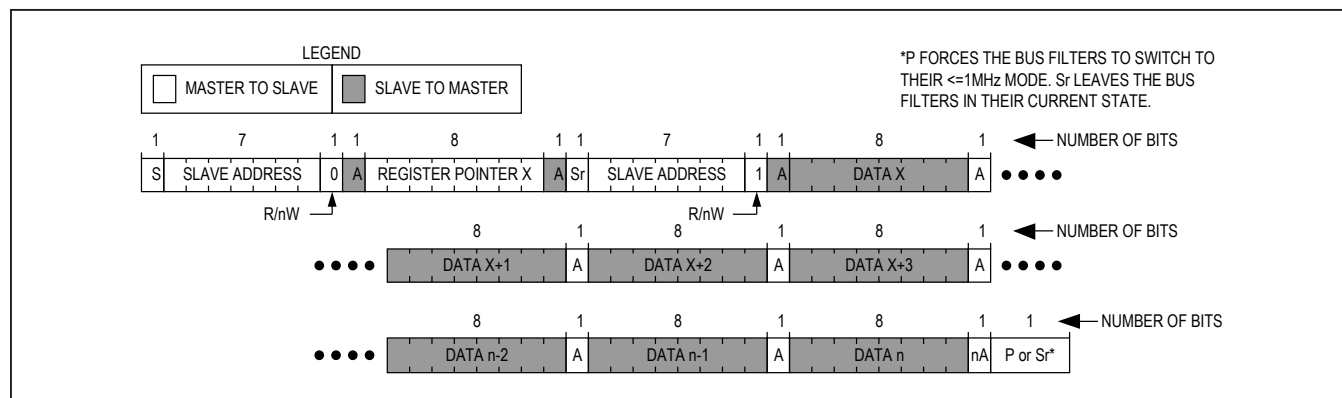 LEGEND
MASTER TO SLAVE SLAVE TO MASTER
*P FORCES THE BUS FILTERS TO SWITCH TO
THEIR <=1MHz MODE. Sr LEAVES THE BUS
FILTERS IN THEIR CURRENT STATE.
1 7 1 1 8 1 1 7 1 1 8 1 NUMBER OF BITS
S SLAVE ADDRESS 0 A REGISTER POINTER X A Sr SLAVE ADDRESS 1 A DATA X A
R/nW R/nW
8 1 8 1 8 1 NUMBER OF BITS
DATA X+1 A DATA X+2 A DATA X+3 A
8 1 8 1 8 1 1 NUMBER OF BITS
DATA n-2 A DATA n-1 A DATA n nA P or Sr*